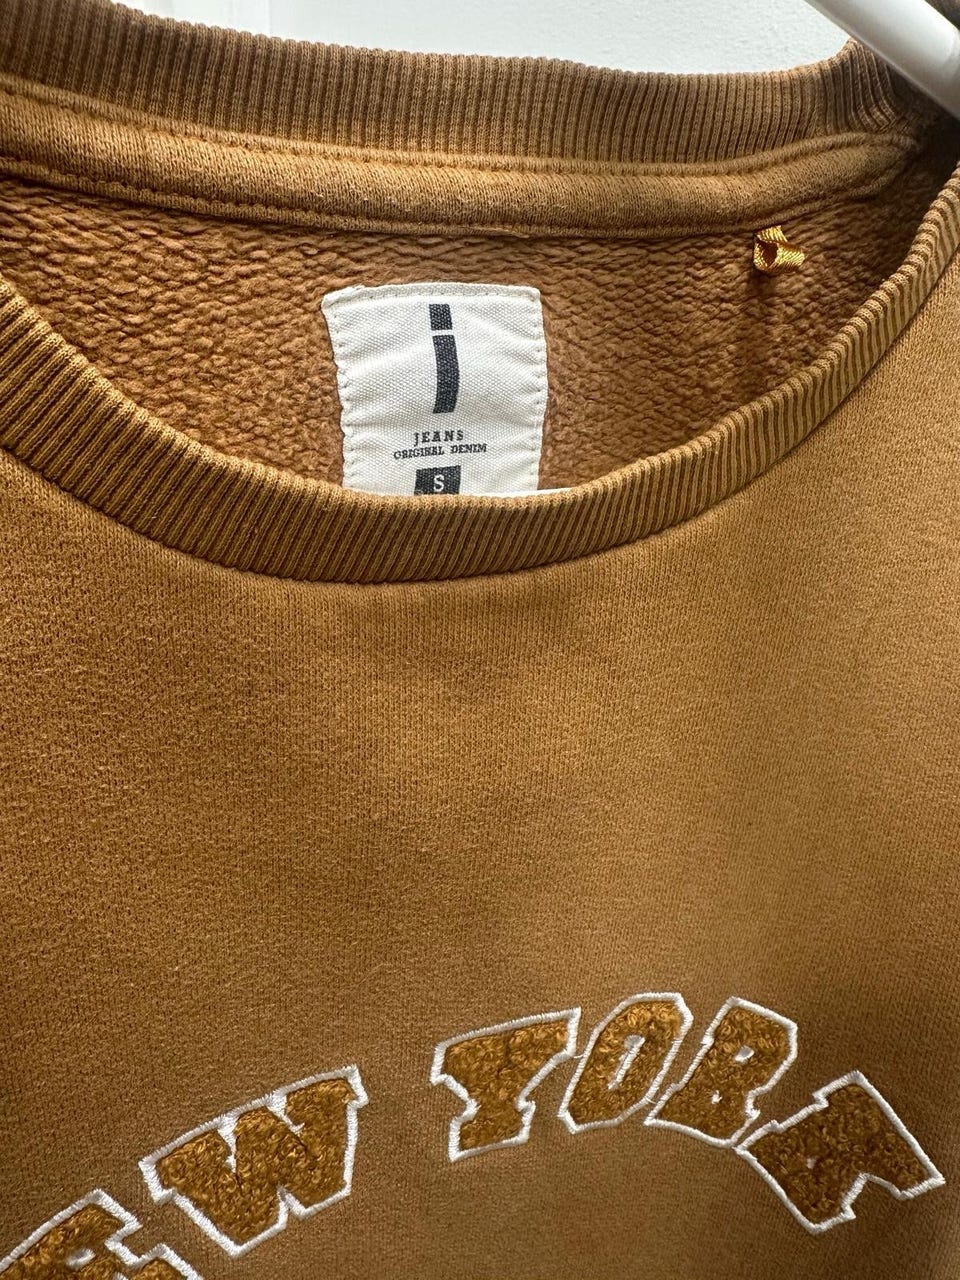 j
JEANS
ORIGINAL DENIM
S
EW YORK